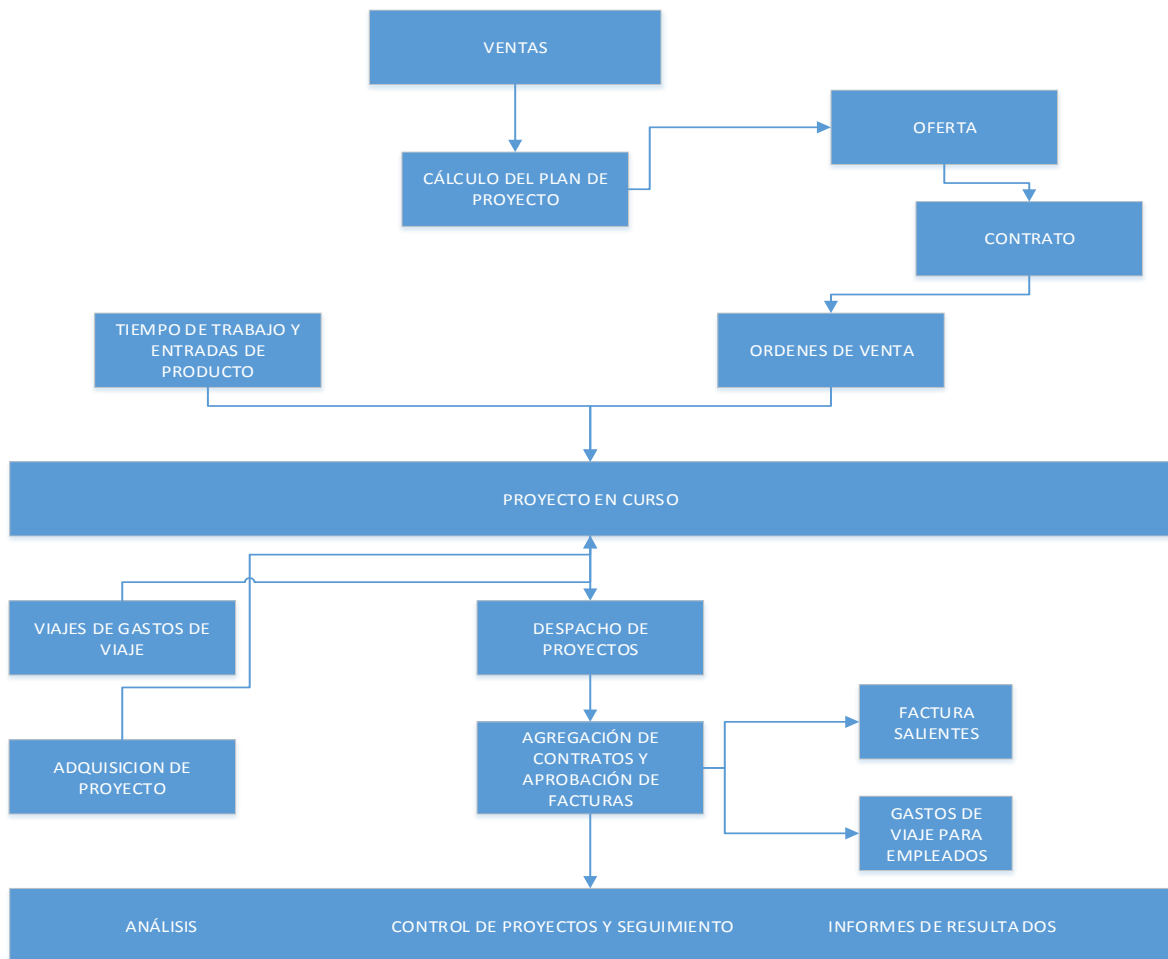 VENTAS
OFERTA
CÁLCULO DEL PLAN DE
PROYECTO
CONTRATO
TIEMPO DE TRABAJO Y
ENTRADAS DE
PRODUCTO
ORDENES DE VENTA
PROYECTO EN CURSO
VIAJES DE GASTOS DE
VIAJE
DESPACHO DE
PROYECTOS
ADQUISICION DE
PROYECTO
AGREGACIÓN DE
CONTRATOS Y
APROBACIÓN DE
FACTURAS
FACTURA
SALIENTES
GASTOS DE
VIAJE PARA
EMPLEADOS
ANÁLISIS
CONTROL DE PROYECTOS Y SEGUIMIENTO
INFORMES DE RESULTADOS